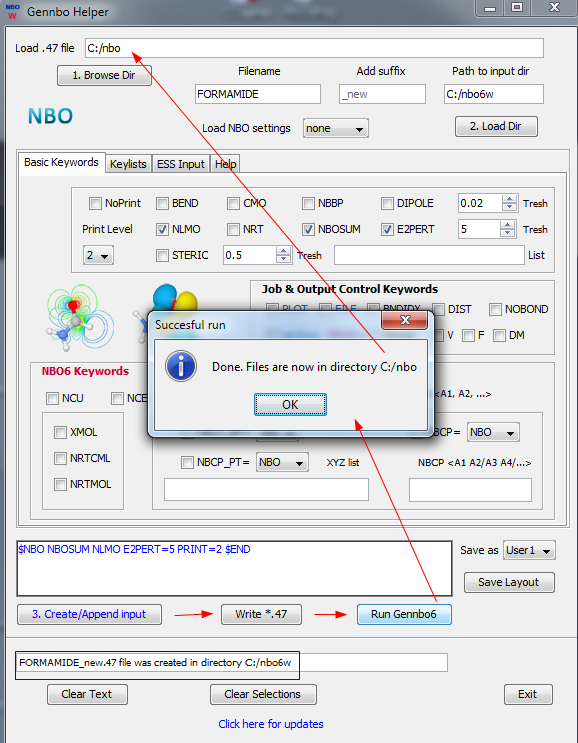 NBO
W
Gennbo Helper
Load .47 file
C:/nbo
1. Browse Dir
Filename
Add suffix
Path to input dir
FORMAMIDE
_new
C:/nbo6w
NBO
Load NBO settings
none
2. Load Dir
Basic Keywords
Keylists
ESS Input
Help
NoPrint
BEND
CMO
NBBP
DIPOLE
0.02
Tresh
Print Level
NLMO
NRT
NBOSUM
E2PERT
5
Tresh
2
STERIC
0.5
Tresh
List
Job & Output Control Keywords
PLOT
FILE
BNDIDX
DIST
NOBOND
V
F
DM
Succesful run
Done. Files are now in directory C:/nbo
OK
NBO6 Keywords
<A1, A2, ...>
NCU
NCE
XMOL
NRTCML
NRTMOL
CP=
NBO
NBCP_PT=
NBO
XYZ list
NBCP <A1 A2/A3 A4/...>
$NBO NBOSUM NLMO E2PERT=5 PRINT=2 $END
Save as
User1
Save Layout
3. Create/Append input
Write *.47
Run Gennbo6
FORMAMIDE_new.47 file was created in directory C:/nbo6w
Clear Text
Clear Selections
Exit
Click here for updates